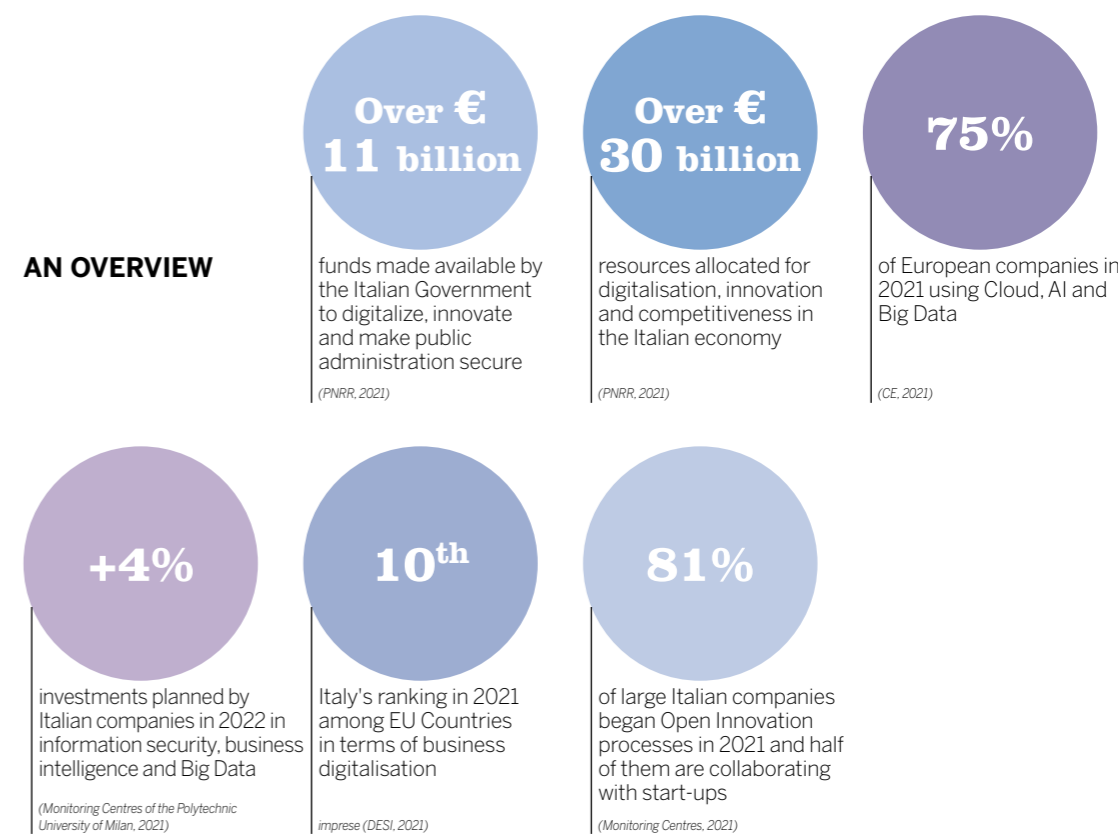 Over €
11 billion
Over €
30 billion
75%
AN OVERVIEW
funds made available by
the Italian Government
to digitalize, innovate
and make public
administration secure
(PNRR, 2021)
resources allocated for
digitalisation, innovation
and competitiveness in
the Italian economy
(PNRR, 2021)
of European companies in
2021 using Cloud, AI and
Big Data
(CE, 2021)
+4%
investments planned by
Italian companies in 2022 in
information security, business
intelligence and Big Data
(Monitoring Centres of the Polytechnic
University of Milan, 2021)
10th
Italy's ranking in 2021
among EU Countries
in terms of business
digitalisation
imprese (DESI, 2021)
81%
of large Italian companies
began Open Innovation
processes in 2021 and half
of them are collaborating
with start-ups
(Monitoring Centres, 2021)